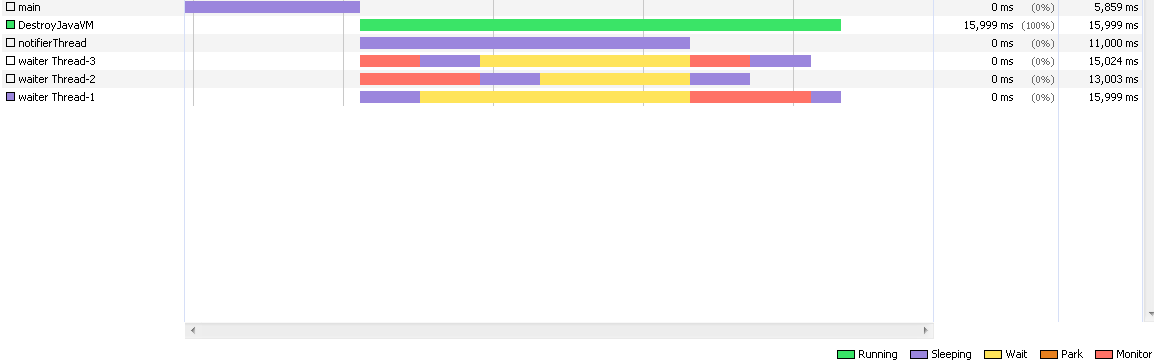 main 0 ms (0%) 5,859 ms
DestroyJavaVM 15,999 ms (100%) 15,999 ms
notifierThread 0 ms (0%) 11,000 ms
waiter Thread-3 0 ms (0%) 15,024 ms
waiter Thread-2 0 ms (0%) 13,003 ms
waiter Thread-1 0 ms (0%) 15,999 ms
Running Sleeping Wait Park Monitor